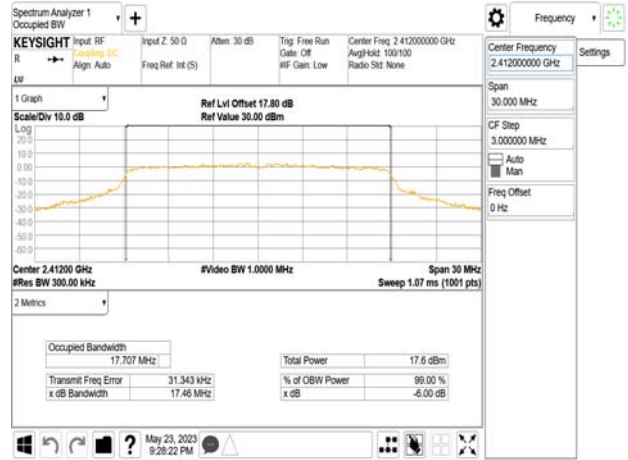 Spectrum Analyzer 1
Occupied BW
Frequency
KEYSIGHT
Input: RF
Coupling: DC
Align: Auto
Input Z: 50 Ω
Freq Ref: Int (S)
Atten: 30 dB
Trig: Free Run
Gate: Off
#IF Gain: Low
Center Freq: 2.412000000 GHz
Avg|Hold: 100/100
Radio Std: None
R
LXI
Center Frequency
2.412000000 GHz
Settings
Span
30.000 MHz
CF Step
3.000000 MHz
Auto
Man
Freq Offset
0 Hz
1 Graph
Scale/Div 10.0 dB
Ref Lvl Offset 17.80 dB
Ref Value 30.00 dBm
Log
20.0
10.0
0.00
-10.0
-20.0
-30.0
-40.0
-50.0
-60.0
Center 2.41200 GHz
#Res BW 300.00 kHz
#Video BW 1.0000 MHz
Span 30 MHz
Sweep 1.07 ms (1001 pts)
2 Metrics
Occupied Bandwidth
17.707 MHz
Total Power 17.6 dBm
Transmit Freq Error 31.343 kHz
% of OBW Power 99.00 %
x dB Bandwidth 17.46 MHz
x dB -6.00 dB
May 23, 2023
9:28:22 PM